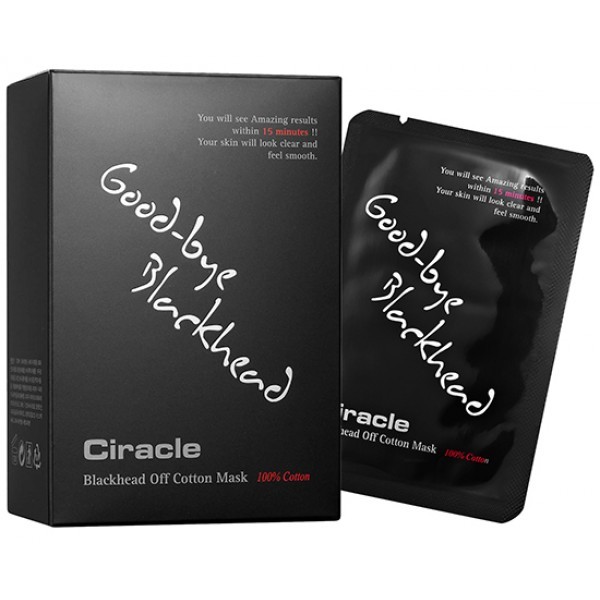 You will see Amazing results
within 15 minutes !!
Your skin will look clear and
feel smooth.
Good-bye
Blackhead
Ciracle
Blackhead Off Cotton Mask 100% Cotton
You will see Amazing results
within 15 minutes !!
Your skin will look clear and
feel smooth.
Good-bye
Blackhead
Ciracle
khead Off Cotton Mask 100% Cotton